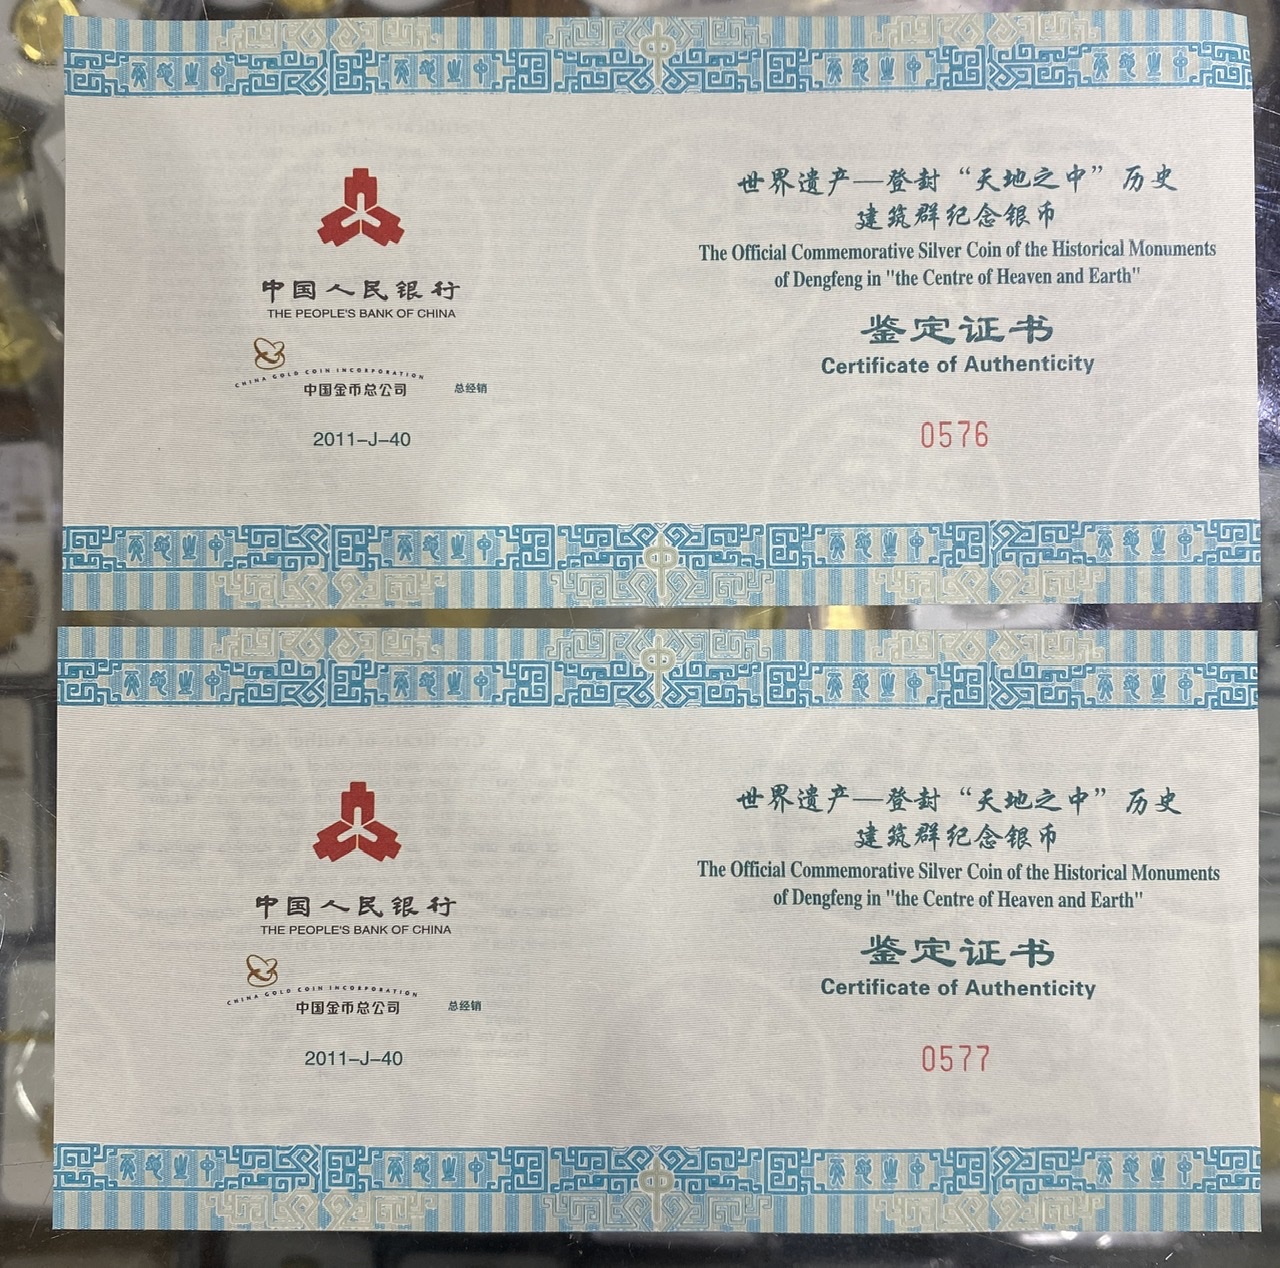 中国人民银行
THE PEOPLE'S BANK OF CHINA
CHINA GOLD COIN INCORPORATION
中国金币总公司 总经销
2011-J-40
世界遗产—登封“天地之中”历史
建筑群纪念银币
The Official Commemorative Silver Coin of the Historical Monuments
of Dengfeng in "the Centre of Heaven and Earth"
鉴定证书
Certificate of Authenticity
0576
中国人民银行
THE PEOPLE'S BANK OF CHINA
CHINA GOLD COIN INCORPORATION
中国金币总公司 总经销
2011-J-40
世界遗产—登封“天地之中”历史
建筑群纪念银币
The Official Commemorative Silver Coin of the Historical Monuments
of Dengfeng in "the Centre of Heaven and Earth"
鉴定证书
Certificate of Authenticity
0577